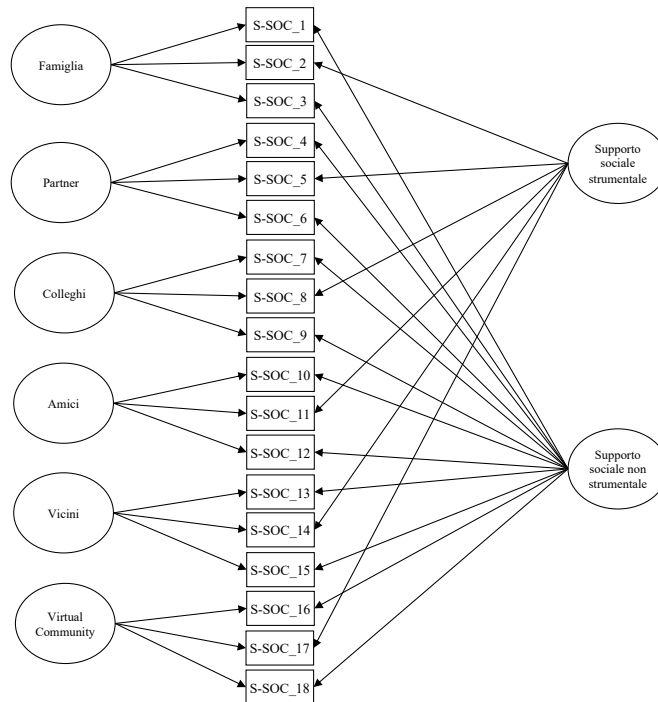 S-SOC_1
Famiglia
S-SOC_2
S-SOC_3
S-SOC_4
Partner
S-SOC_5
S-SOC_6
S-SOC_7
Colleghi
S-SOC_8
S-SOC_9
S-SOC_10
Amici
S-SOC_11
S-SOC_12
S-SOC_13
Vicini
S-SOC_14
S-SOC_15
S-SOC_16
Virtual
Community
S-SOC_17
S-SOC_18
Supporto
sociale
strumentale
Supporto
sociale non
strumentale